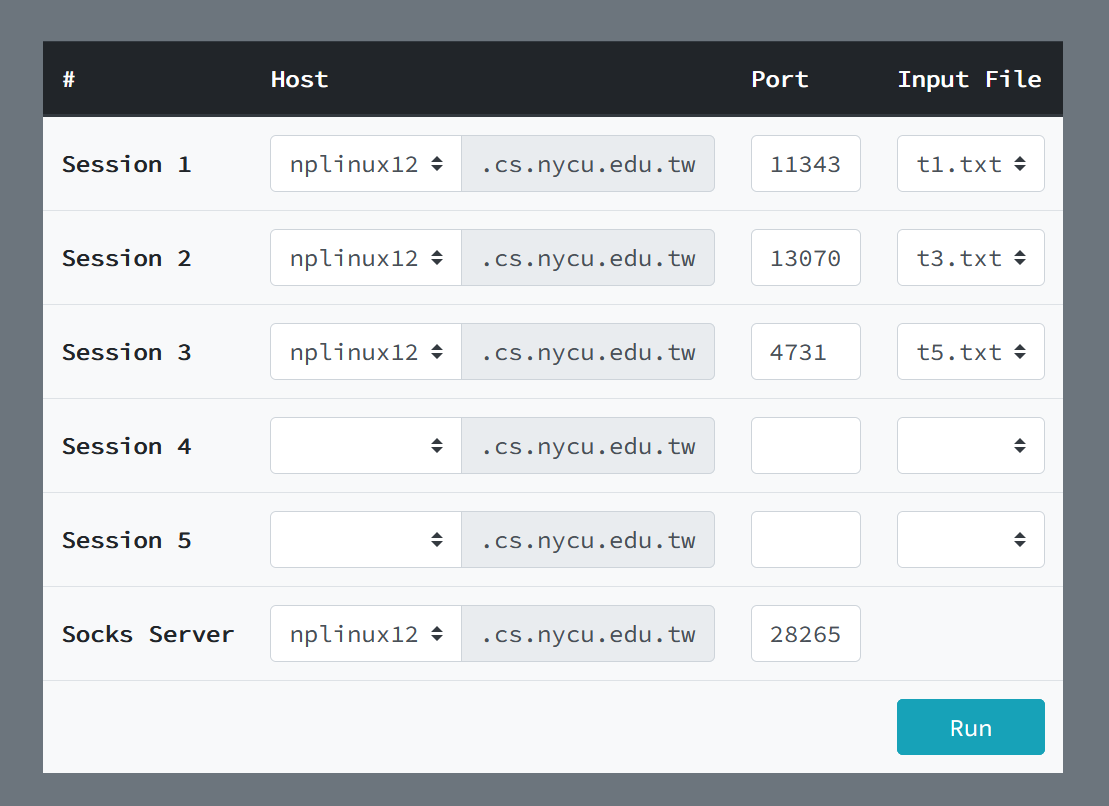 # Host Port Input File
Session 1 nplinux12 .cs.nycu.edu.tw 11343 t1.txt
Session 2 nplinux12 .cs.nycu.edu.tw 13070 t3.txt
Session 3 nplinux12 .cs.nycu.edu.tw 4731 t5.txt
Session 4 .cs.nycu.edu.tw
Session 5 .cs.nycu.edu.tw
Socks Server nplinux12 .cs.nycu.edu.tw 28265
Run